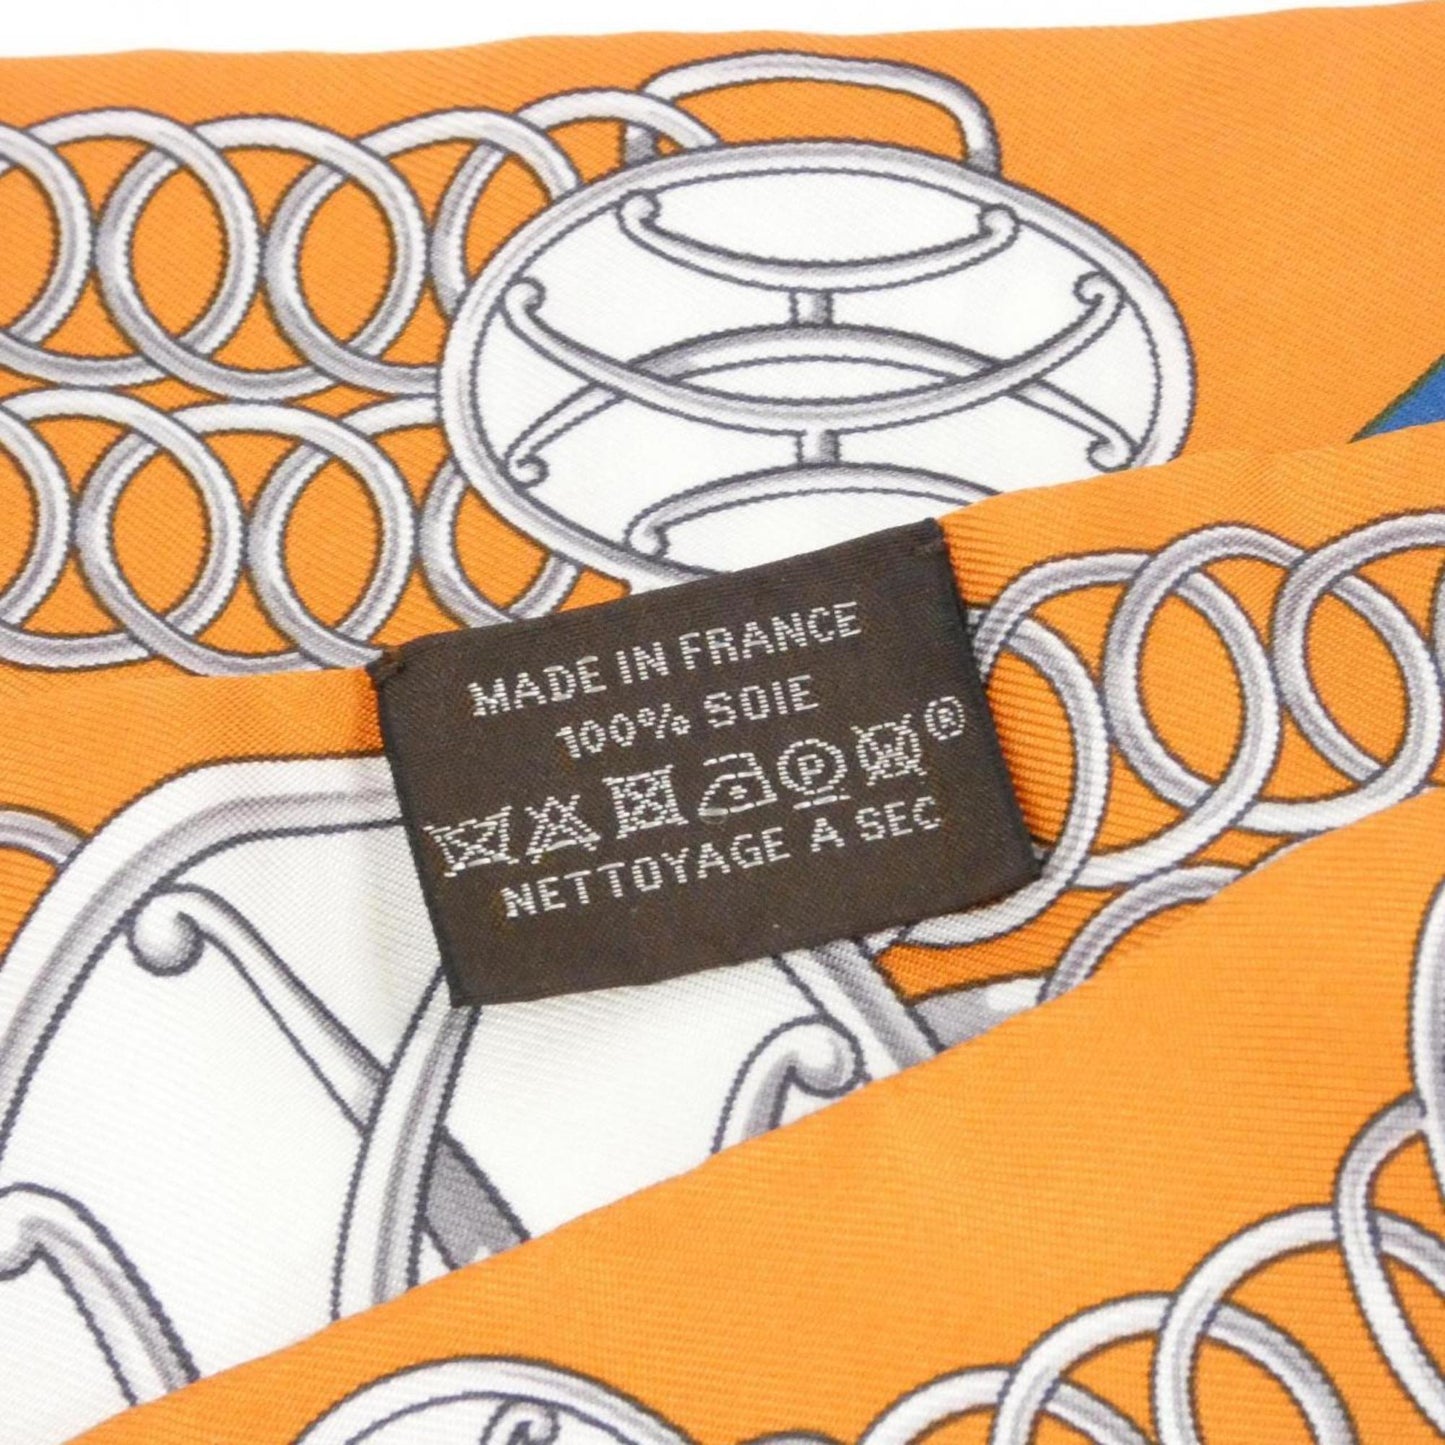 MADE IN FRANCE
100% SOIE
P W ®
NETTOYAGE A SEC